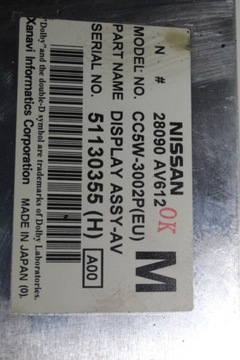 NISSAN M
N # 28090 AV612 OK
MODEL NO. CC5W-3002P(EU)
PART NAME DISPLAY ASSY-AV
SERIAL NO. 51130355 (H) A00
"Dolby"and the double-D symbol are trademarks of Dolby Laboratories.
Xanavi Informatics Corporation MADE IN JAPAN (0).